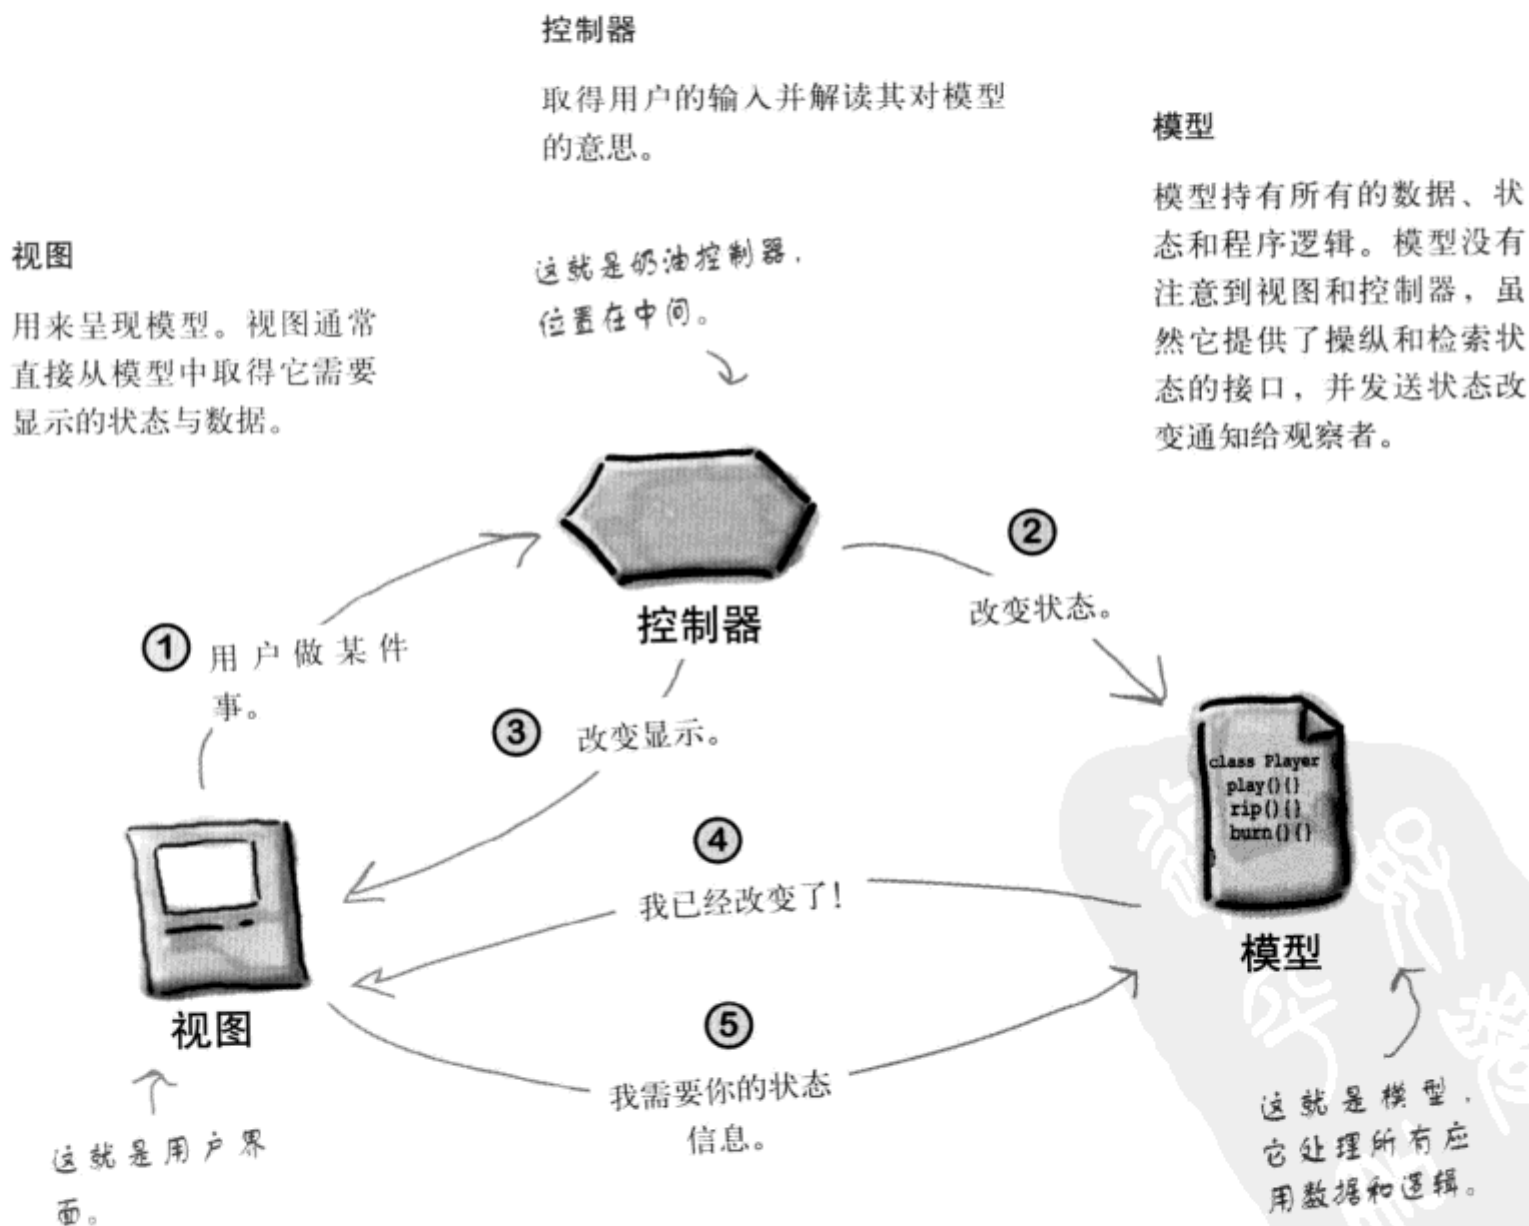 控制器
取得用户的输入并解读其对模型
的意思。
模型
模型持有所有的数据、状
态和程序逻辑。模型没有
注意到视图和控制器，虽
然它提供了操纵和检索状
态的接口，并发送状态改
变通知给观察者。
视图
用来呈现模型。视图通常
直接从模型中取得它需要
显示的状态与数据。
这就是奶油控制器，
位置在中间。
控制器
①
用户做某件
事。
②
改变状态。
③
改变显示。
class Player {
play(){}
rip(){}
burn(){}
}
④
我已经改变了！
模型
视图
⑤
我需要你的状态
信息。
这就是用户界
面。
这就是模型，
它处理所有应
用数据和逻辑。